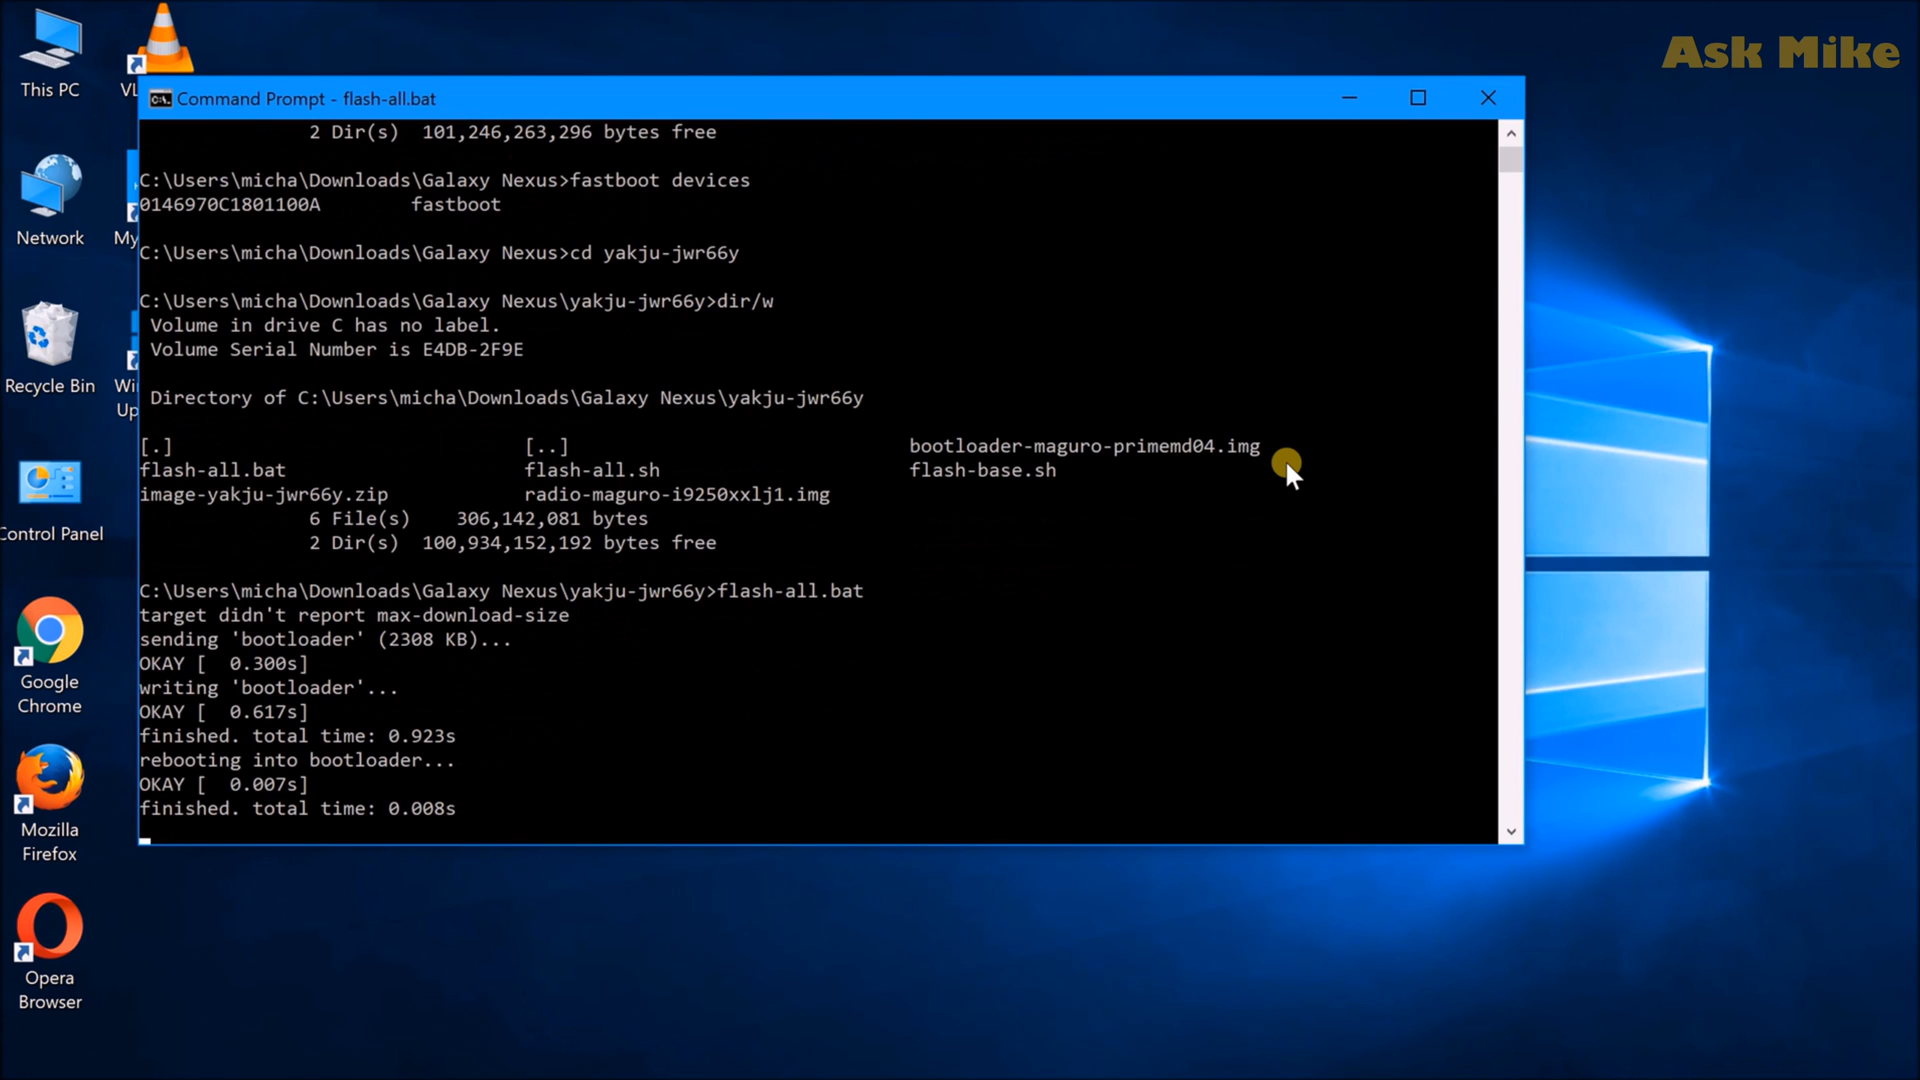 Ask Mike
This PC
VL
Network
My
Recycle Bin
Wi
Up
Control Panel
Google
Chrome
Mozilla
Firefox
Opera
Browser
Command Prompt - flash-all.bat
2 Dir(s) 101,246,263,296 bytes free
C:\Users\micha\Downloads\Galaxy Nexus>fastboot devices
0146970C1801100A fastboot
C:\Users\micha\Downloads\Galaxy Nexus>cd yakju-jwr66y
C:\Users\micha\Downloads\Galaxy Nexus\yakju-jwr66y>dir/w
Volume in drive C has no label.
Volume Serial Number is E4DB-2F9E
Directory of C:\Users\micha\Downloads\Galaxy Nexus\yakju-jwr66y
[.] [..] bootloader-maguro-primemd04.img
flash-all.bat flash-all.sh flash-base.sh
image-yakju-jwr66y.zip radio-maguro-i9250xxlj1.img
6 File(s) 306,142,081 bytes
2 Dir(s) 100,934,152,192 bytes free
C:\Users\micha\Downloads\Galaxy Nexus\yakju-jwr66y>flash-all.bat
target didn't report max-download-size
sending 'bootloader' (2308 KB)...
OKAY [ 0.300s]
writing 'bootloader'...
OKAY [ 0.617s]
finished. total time: 0.923s
rebooting into bootloader...
OKAY [ 0.007s]
finished. total time: 0.008s